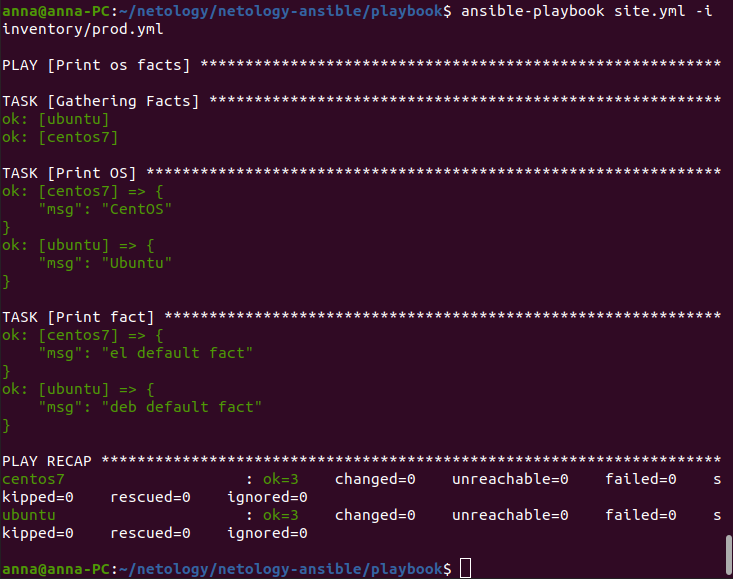 anna@anna-PC:~/netology/netology-ansible/playbook$ ansible-playbook site.yml -i
inventory/prod.yml
PLAY [Print os facts] **********************************************************
TASK [Gathering Facts] *********************************************************
ok: [ubuntu]
ok: [centos7]
TASK [Print OS] ****************************************************************
ok: [centos7] => {
    "msg": "CentOS"
}
ok: [ubuntu] => {
    "msg": "Ubuntu"
}
TASK [Print fact] **************************************************************
ok: [centos7] => {
    "msg": "el default fact"
}
ok: [ubuntu] => {
    "msg": "deb default fact"
}
PLAY RECAP *********************************************************************
centos7                    : ok=3    changed=0    unreachable=0    failed=0    s
kipped=0    rescued=0    ignored=0
ubuntu                     : ok=3    changed=0    unreachable=0    failed=0    s
kipped=0    rescued=0    ignored=0
anna@anna-PC:~/netology/netology-ansible/playbook$